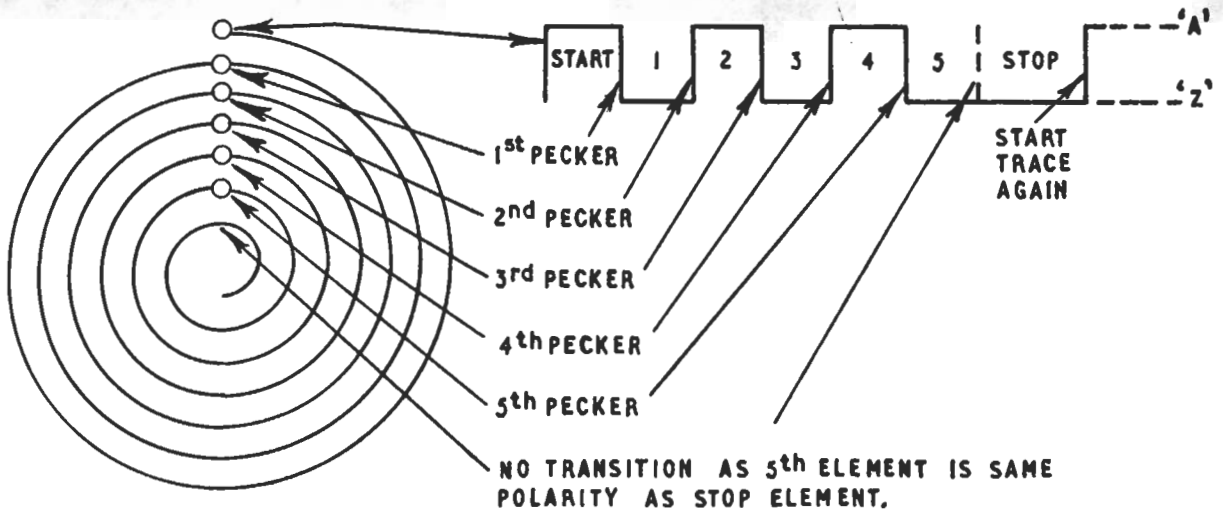 'A'
START 1 2 3 4 5 STOP
'Z'
START
TRACE
AGAIN
1st PECKER
2nd PECKER
3rd PECKER
4th PECKER
5th PECKER
NO TRANSITION AS 5th ELEMENT IS SAME
POLARITY AS STOP ELEMENT.